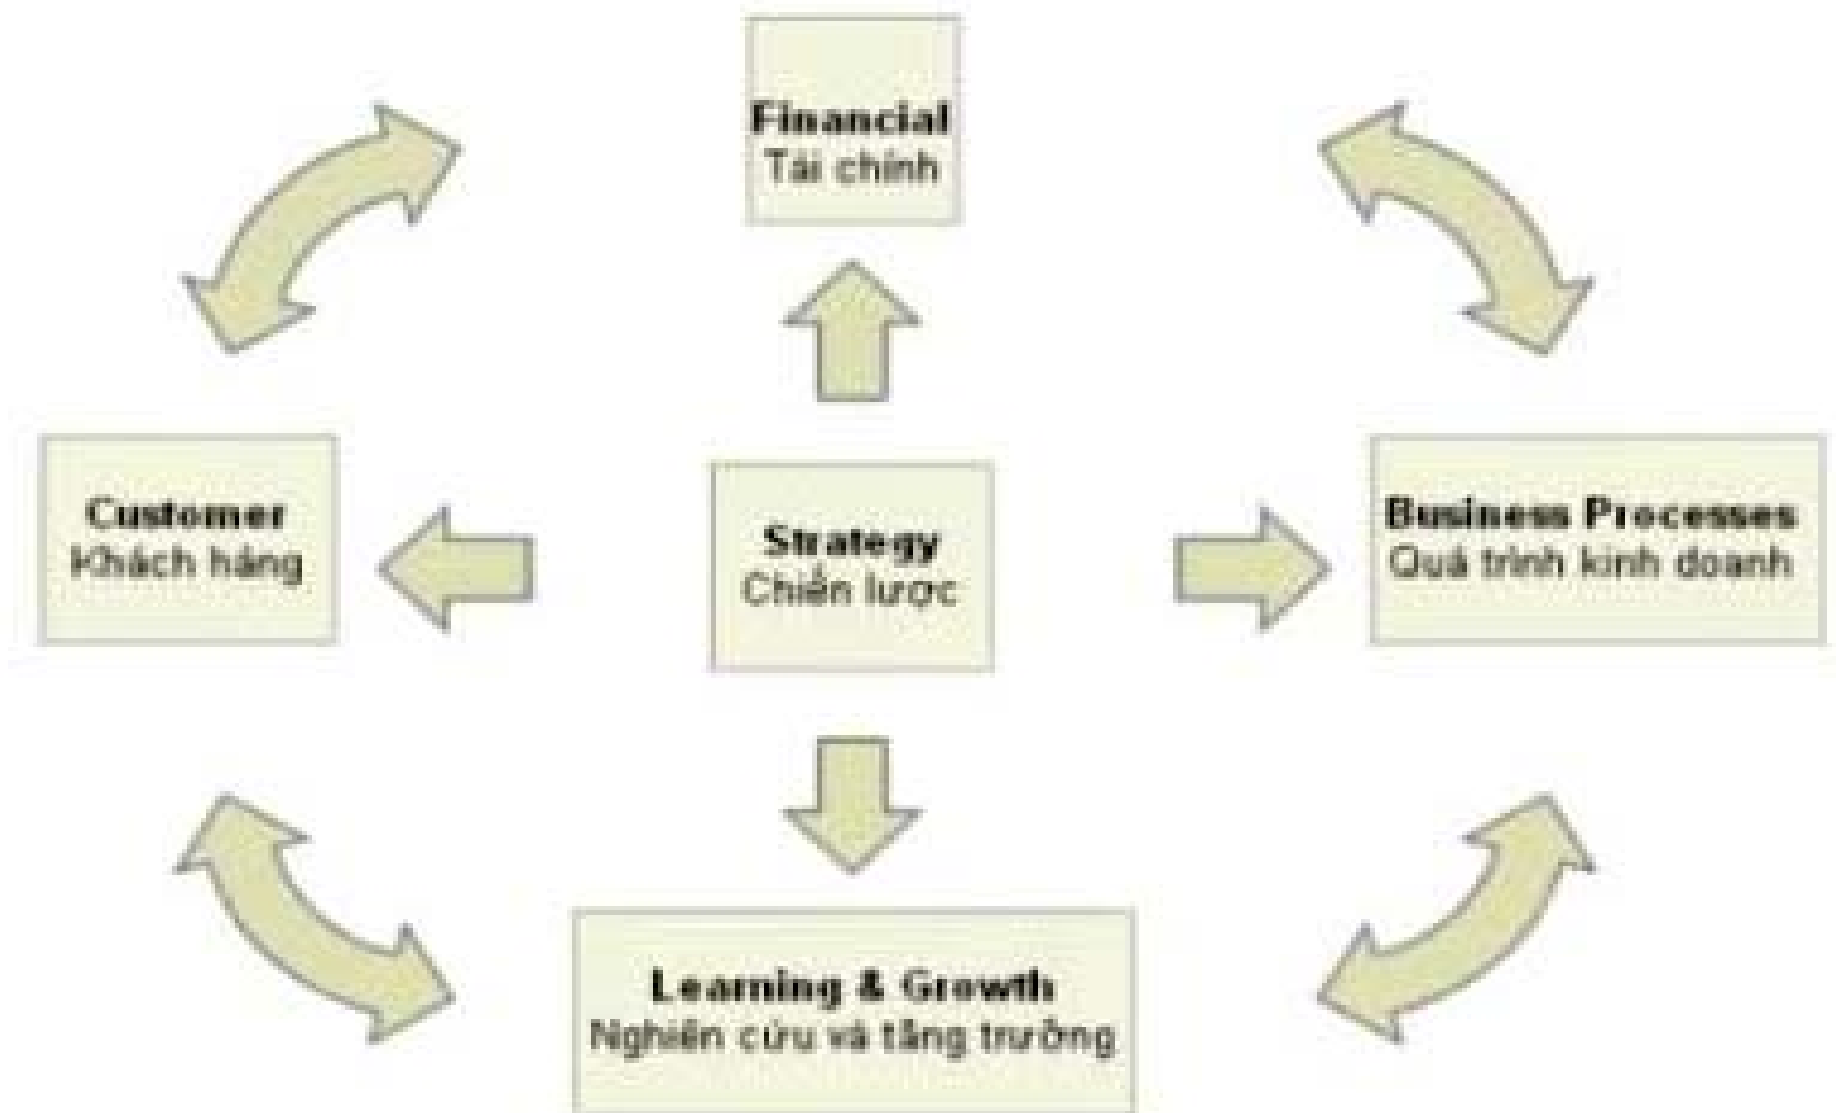 Financial
Tài chính
Customer
Khách hàng
Strategy
Chiến lược
Business Processes
Quá trình kinh doanh
Learning & Growth
Nghiên cứu và tăng trưởng